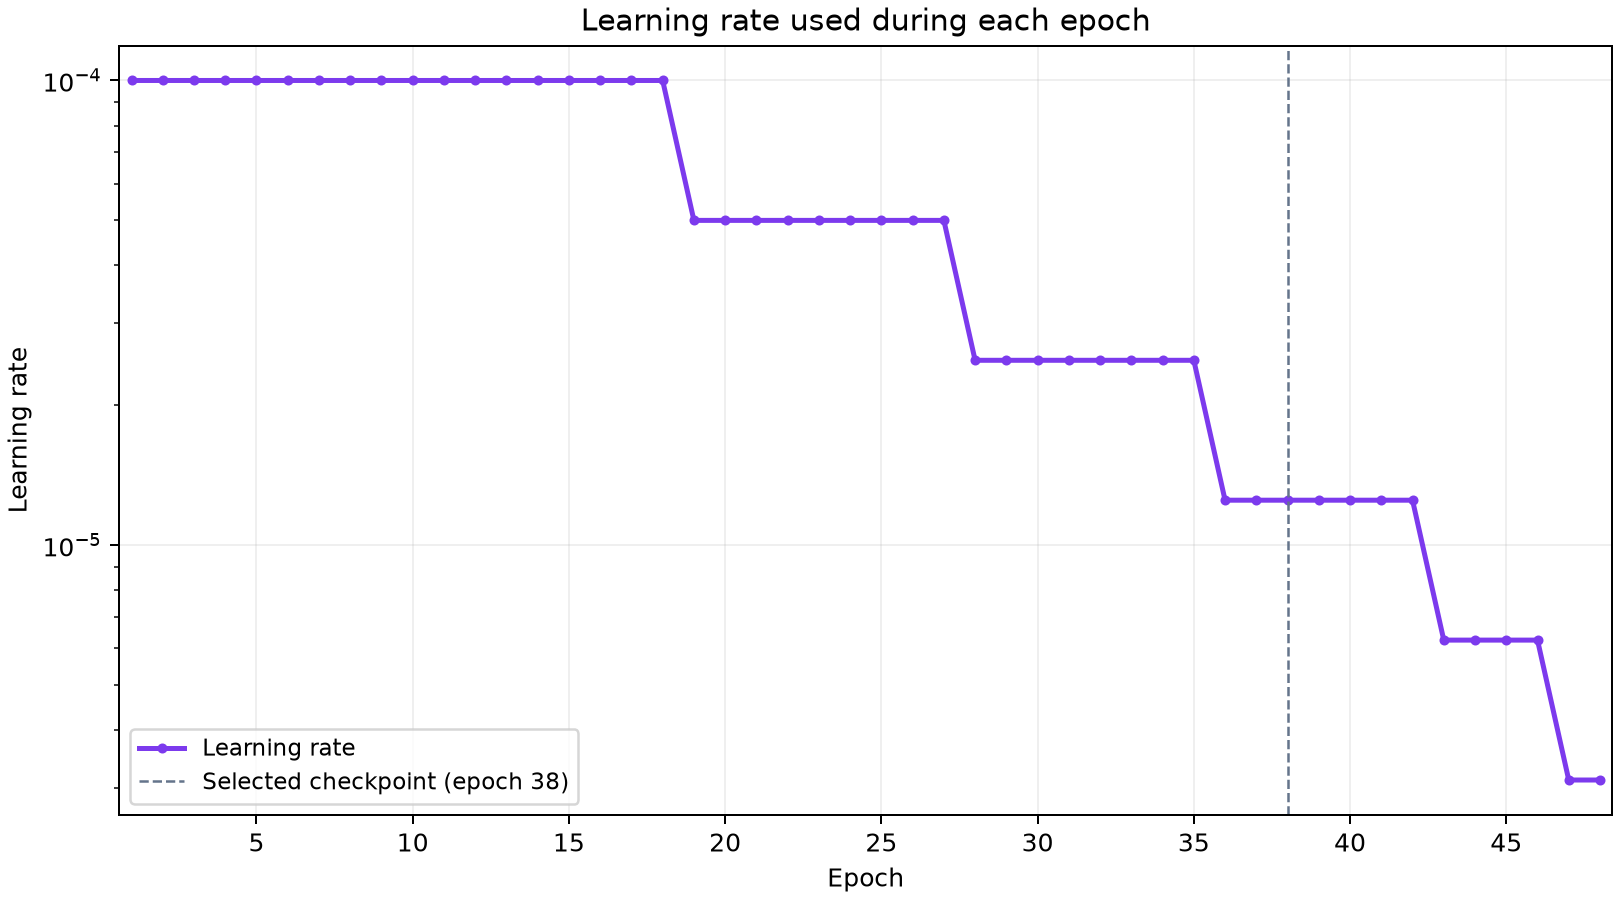 Learning rate used during each epoch
Learning rate
10⁻⁴
10⁻⁵
Learning rate
Selected checkpoint (epoch 38)
5 10 15 20 25 30 35 40 45
Epoch